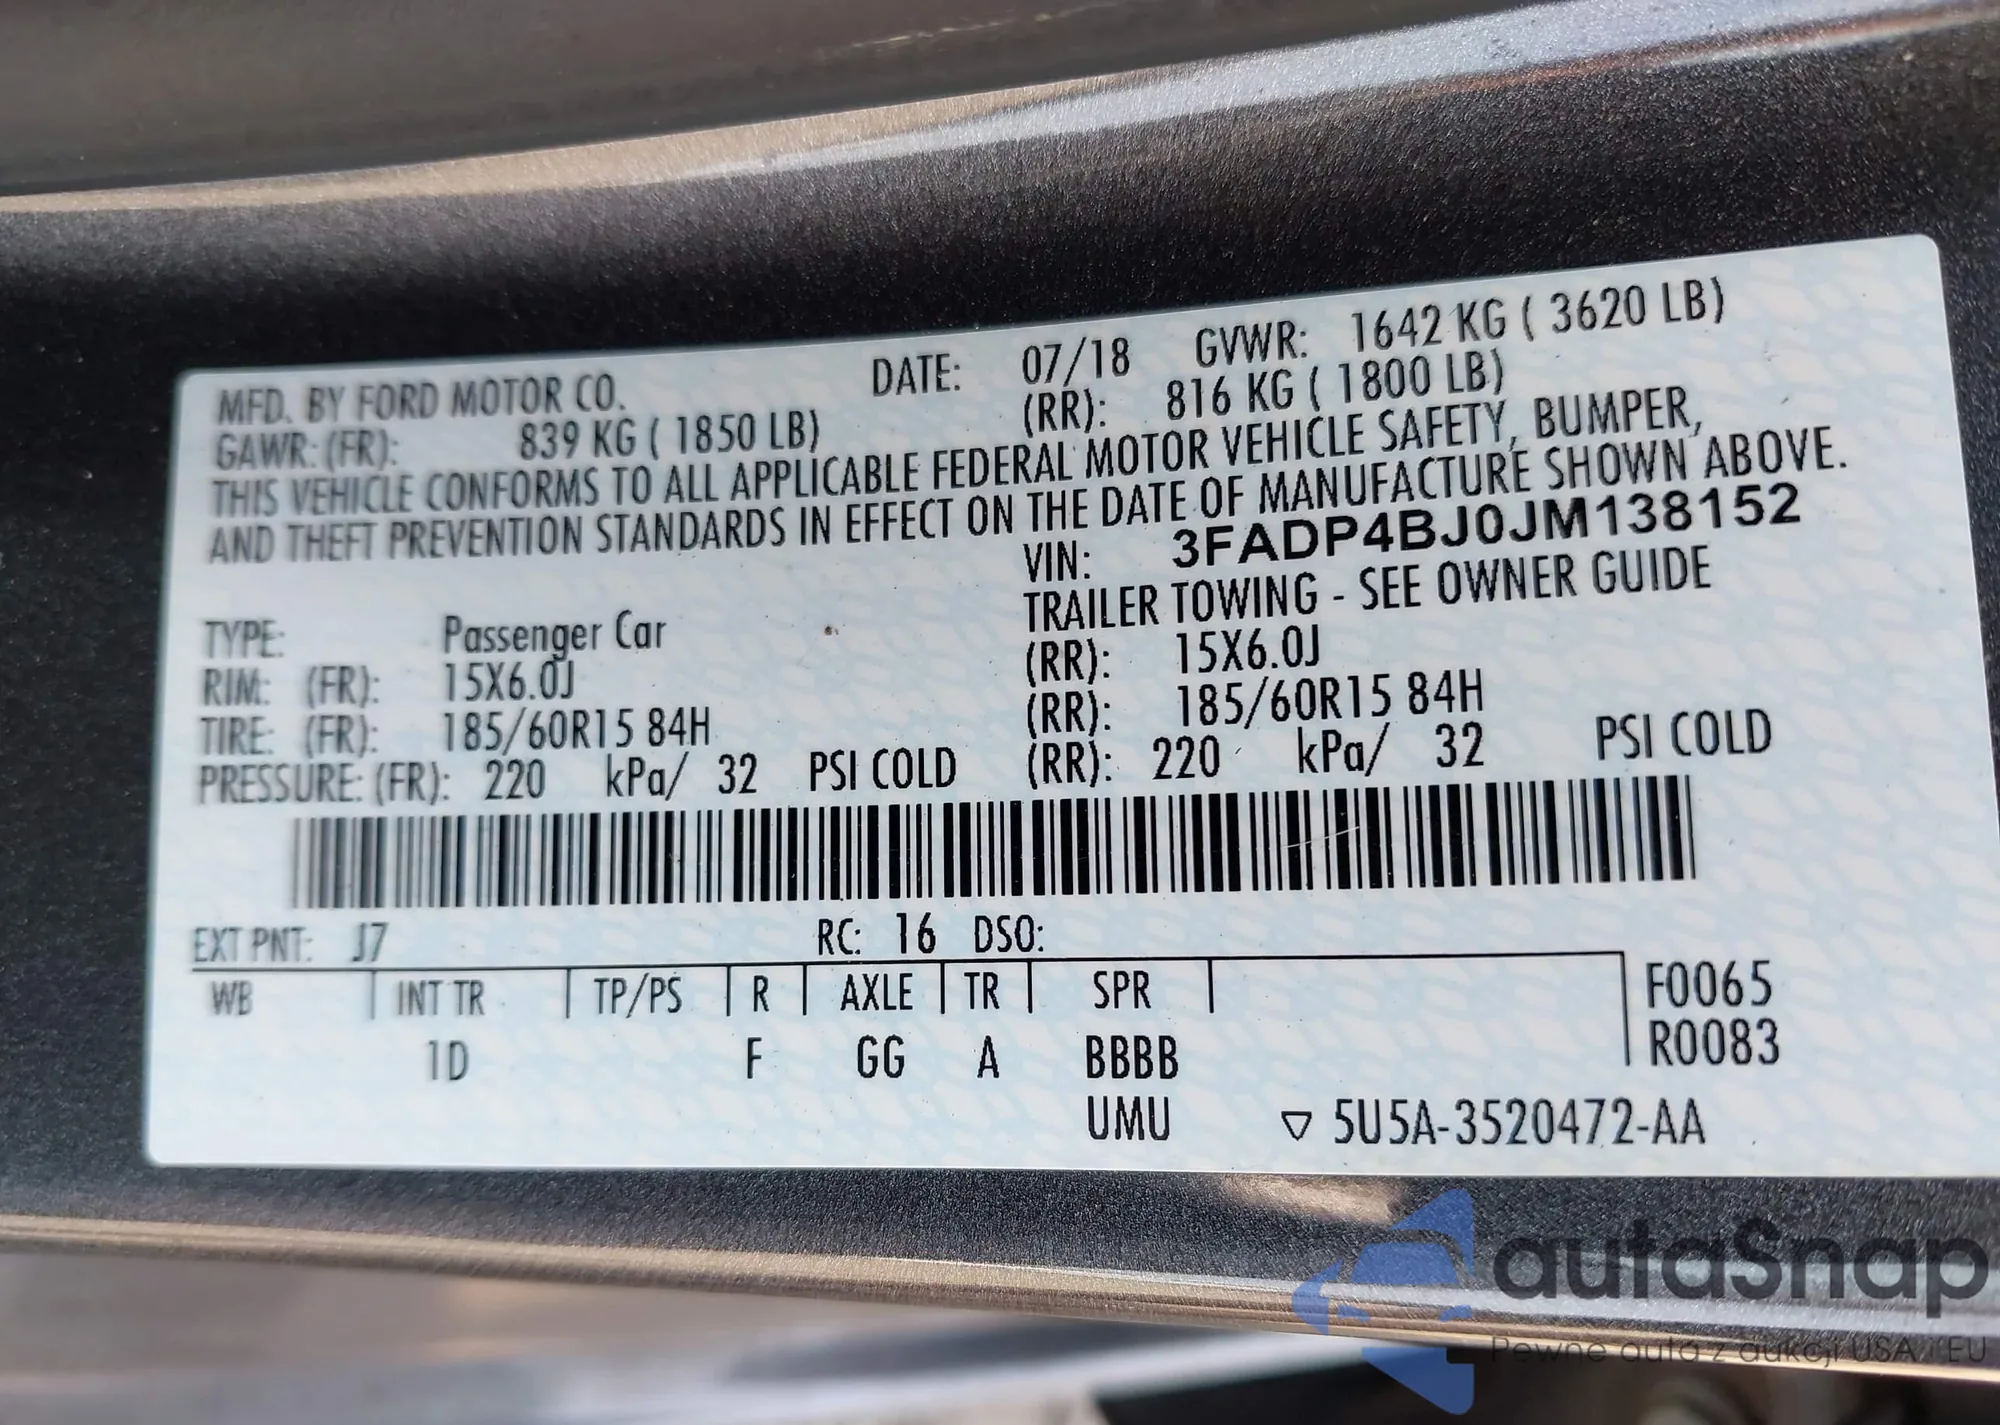 MFD. BY FORD MOTOR CO. DATE: 07/18 GVWR: 1642 KG ( 3620 LB)
GAWR: (FR): 839 KG ( 1850 LB) (RR): 816 KG ( 1800 LB)
THIS VEHICLE CONFORMS TO ALL APPLICABLE FEDERAL MOTOR VEHICLE SAFETY, BUMPER,
AND THEFT PREVENTION STANDARDS IN EFFECT ON THE DATE OF MANUFACTURE SHOWN ABOVE.
VIN: 3FADP4BJ0JM138152
TYPE: Passenger Car TRAILER TOWING - SEE OWNER GUIDE
RIM: (FR): 15X6.0J (RR): 15X6.0J
TIRE: (FR): 185/60R15 84H (RR): 185/60R15 84H
PRESSURE: (FR): 220 kPa/ 32 PSI COLD (RR): 220 kPa/ 32 PSI COLD
EXT PNT: J7 RC: 16 DSO:
WB INT TR TP/PS R AXLE TR SPR F0065
1D F GG A BBBB R0083
UMU ▽ 5U5A-3520472-AA
autaSnap
Pewne auta z aukcji USA i EU